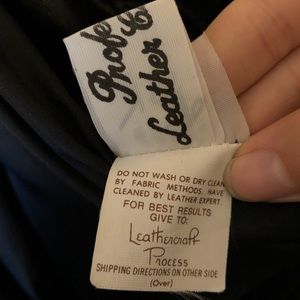 Leather
DO NOT WASH OR DRY CLEAN
BY FABRIC METHODS. HAVE
CLEANED BY LEATHER EXPERT.
FOR BEST RESULTS
GIVE TO:
Leathercraft
Process
SHIPPING DIRECTIONS ON OTHER SIDE
(Over)